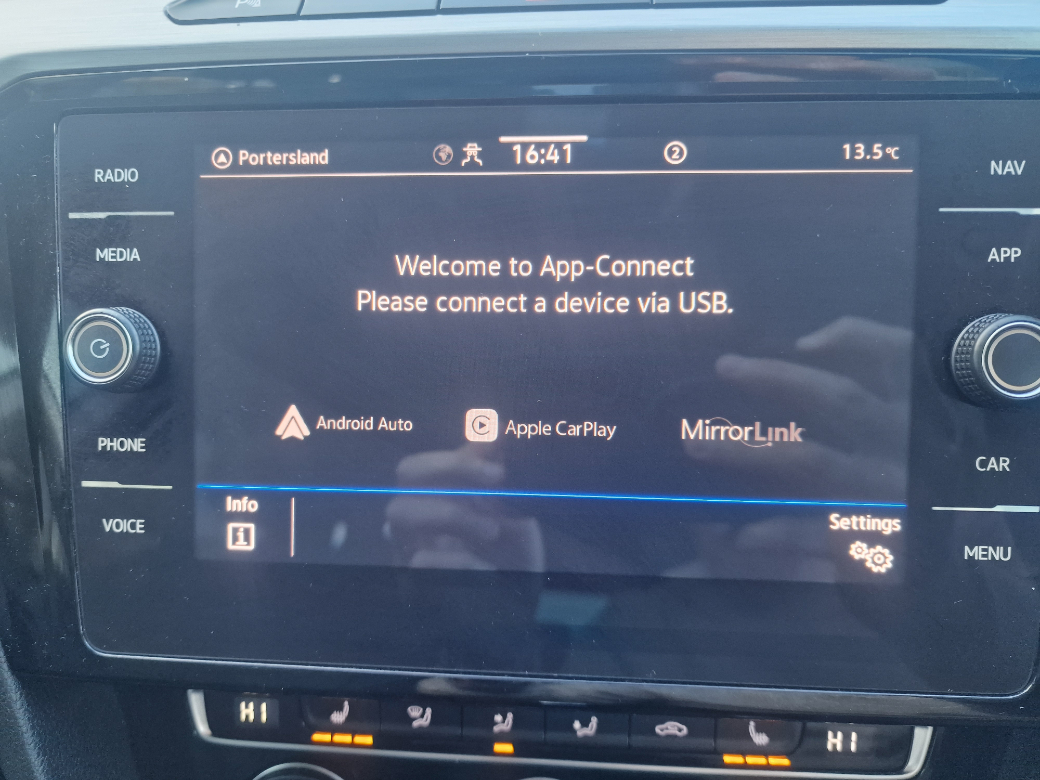 Portersland 16:41 2 13.5°C
RADIO
NAV
MEDIA
APP
Welcome to App-Connect
Please connect a device via USB.
Android Auto
Apple CarPlay
MirrorLink
PHONE
CAR
Info
Settings
VOICE
MENU
HI
HI